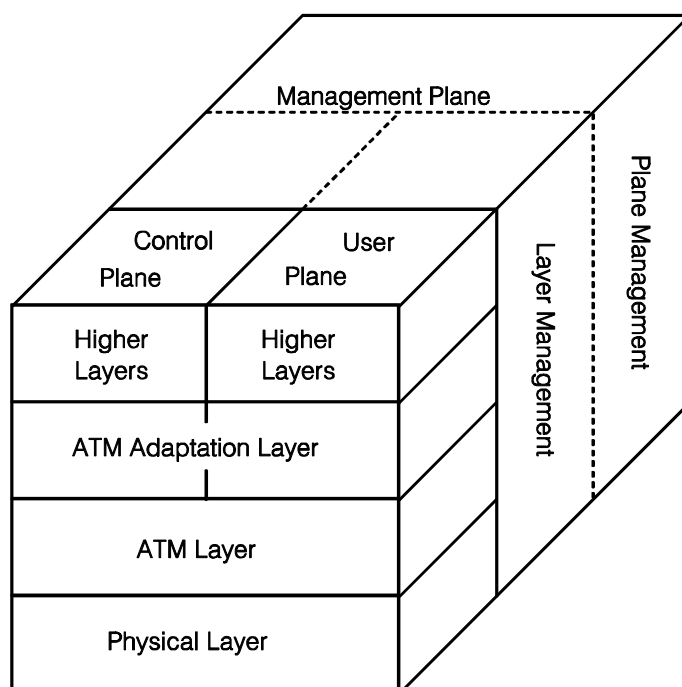 Management Plane
Control
Plane
User
Plane
Higher
Layers
Higher
Layers
ATM Adaptation Layer
ATM Layer
Physical Layer
Layer Management
Plane Management